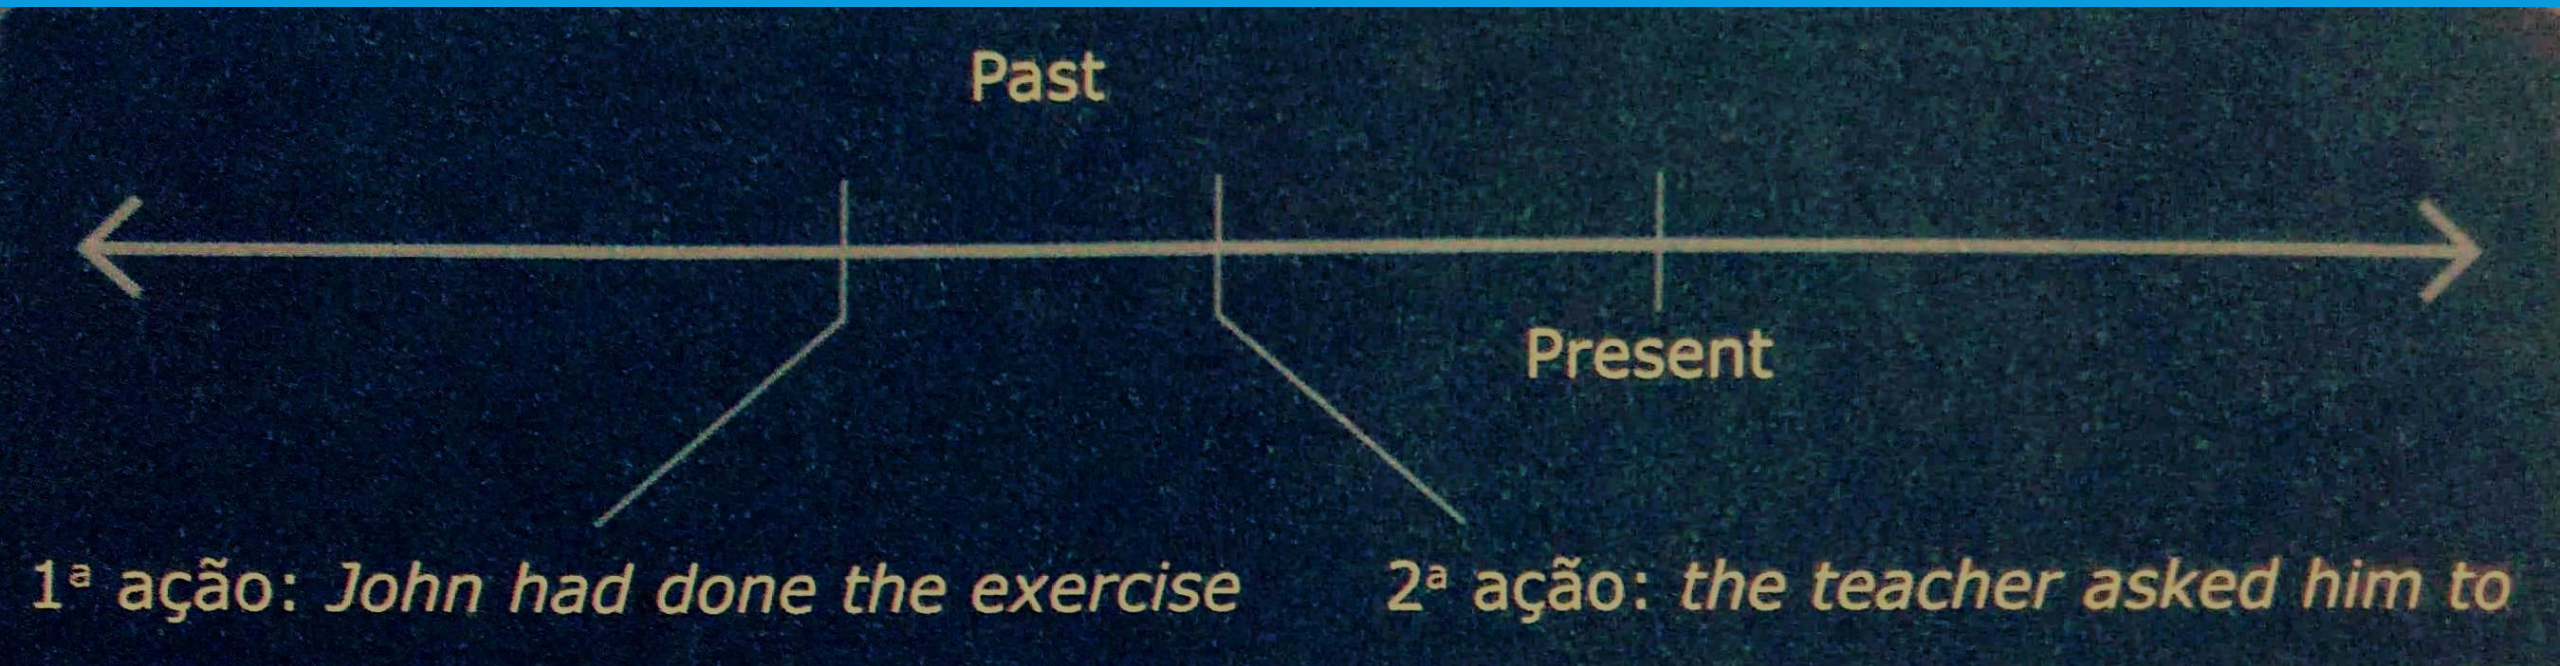 Past
Present
1ª ação: John had done the exercise
2ª ação: the teacher asked him to